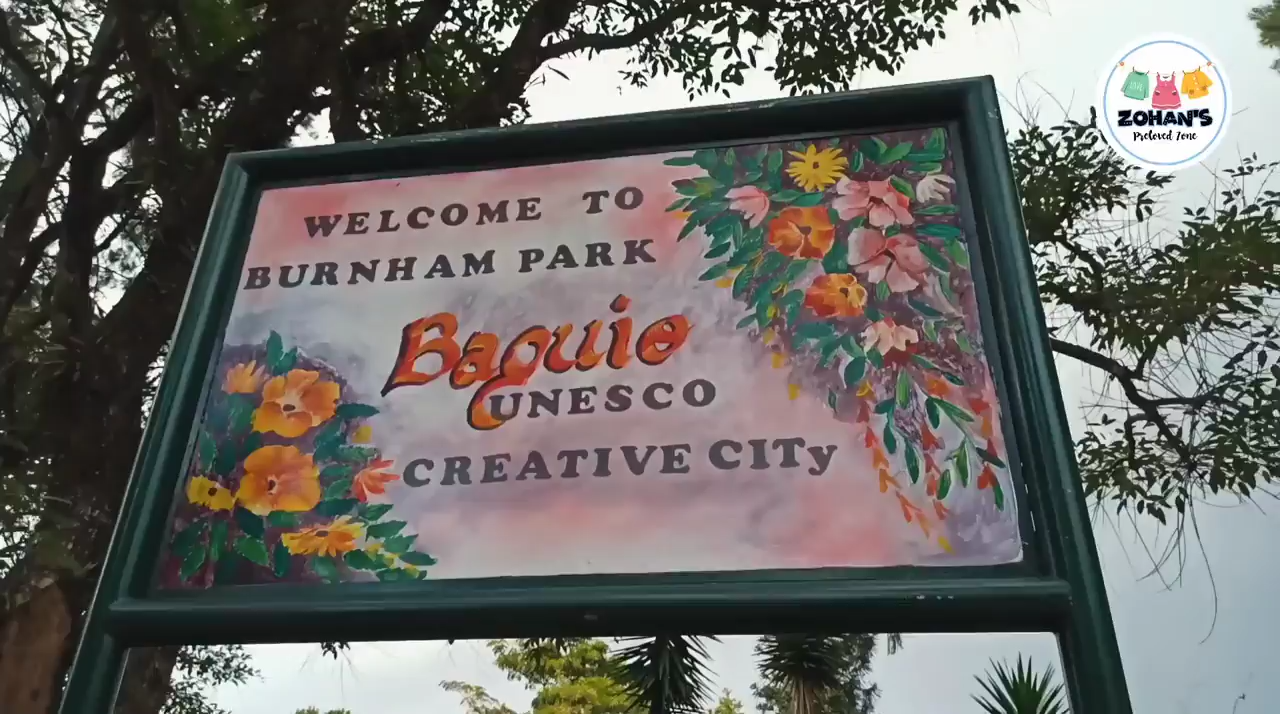 WELCOME TO
BURNHAM PARK
Baguio
UNESCO
CREATIVE CITy
ZOHAN'S
Preloved Zone